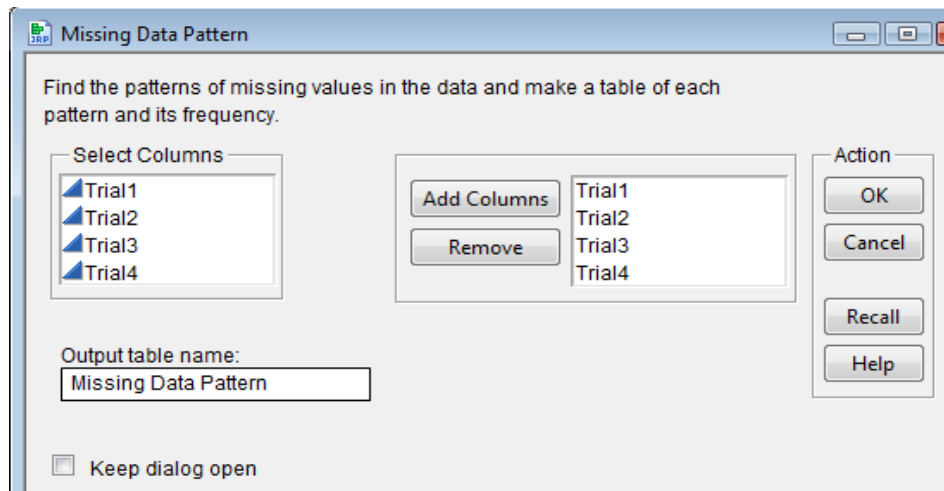 Missing Data Pattern
Find the patterns of missing values in the data and make a table of each
pattern and its frequency.
Select Columns
Trial1
Trial2
Trial3
Trial4
Add Columns
Remove
Trial1
Trial2
Trial3
Trial4
Action
OK
Cancel
Recall
Help
Output table name:
Missing Data Pattern
Keep dialog open